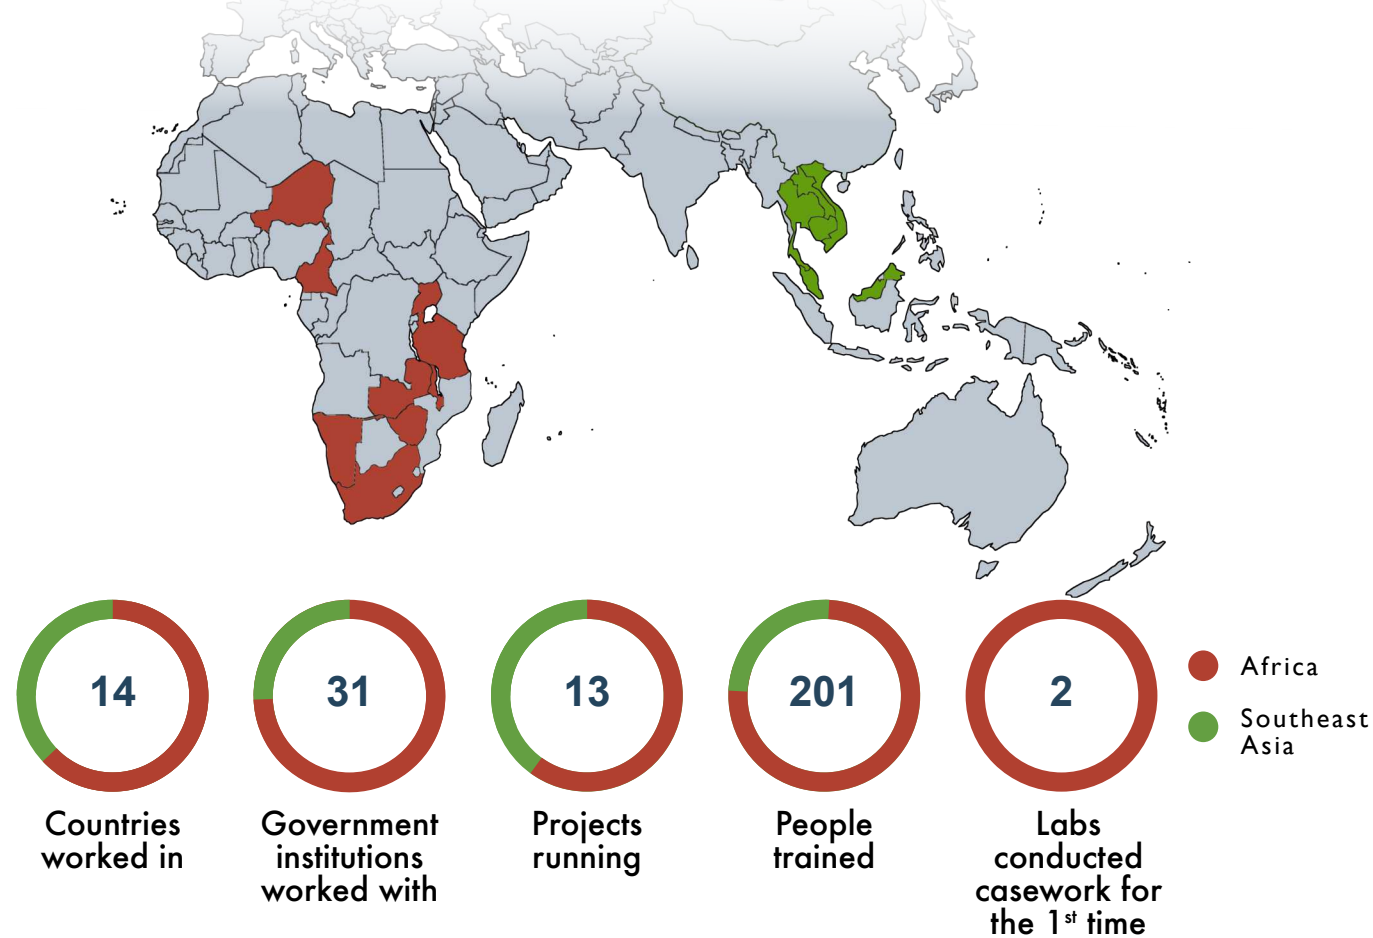 14
31
13
201
2
Africa
Southeast
Asia
Countries
worked in
Government
institutions
worked with
Projects
running
People
trained
Labs
conducted
casework for
the 1st time